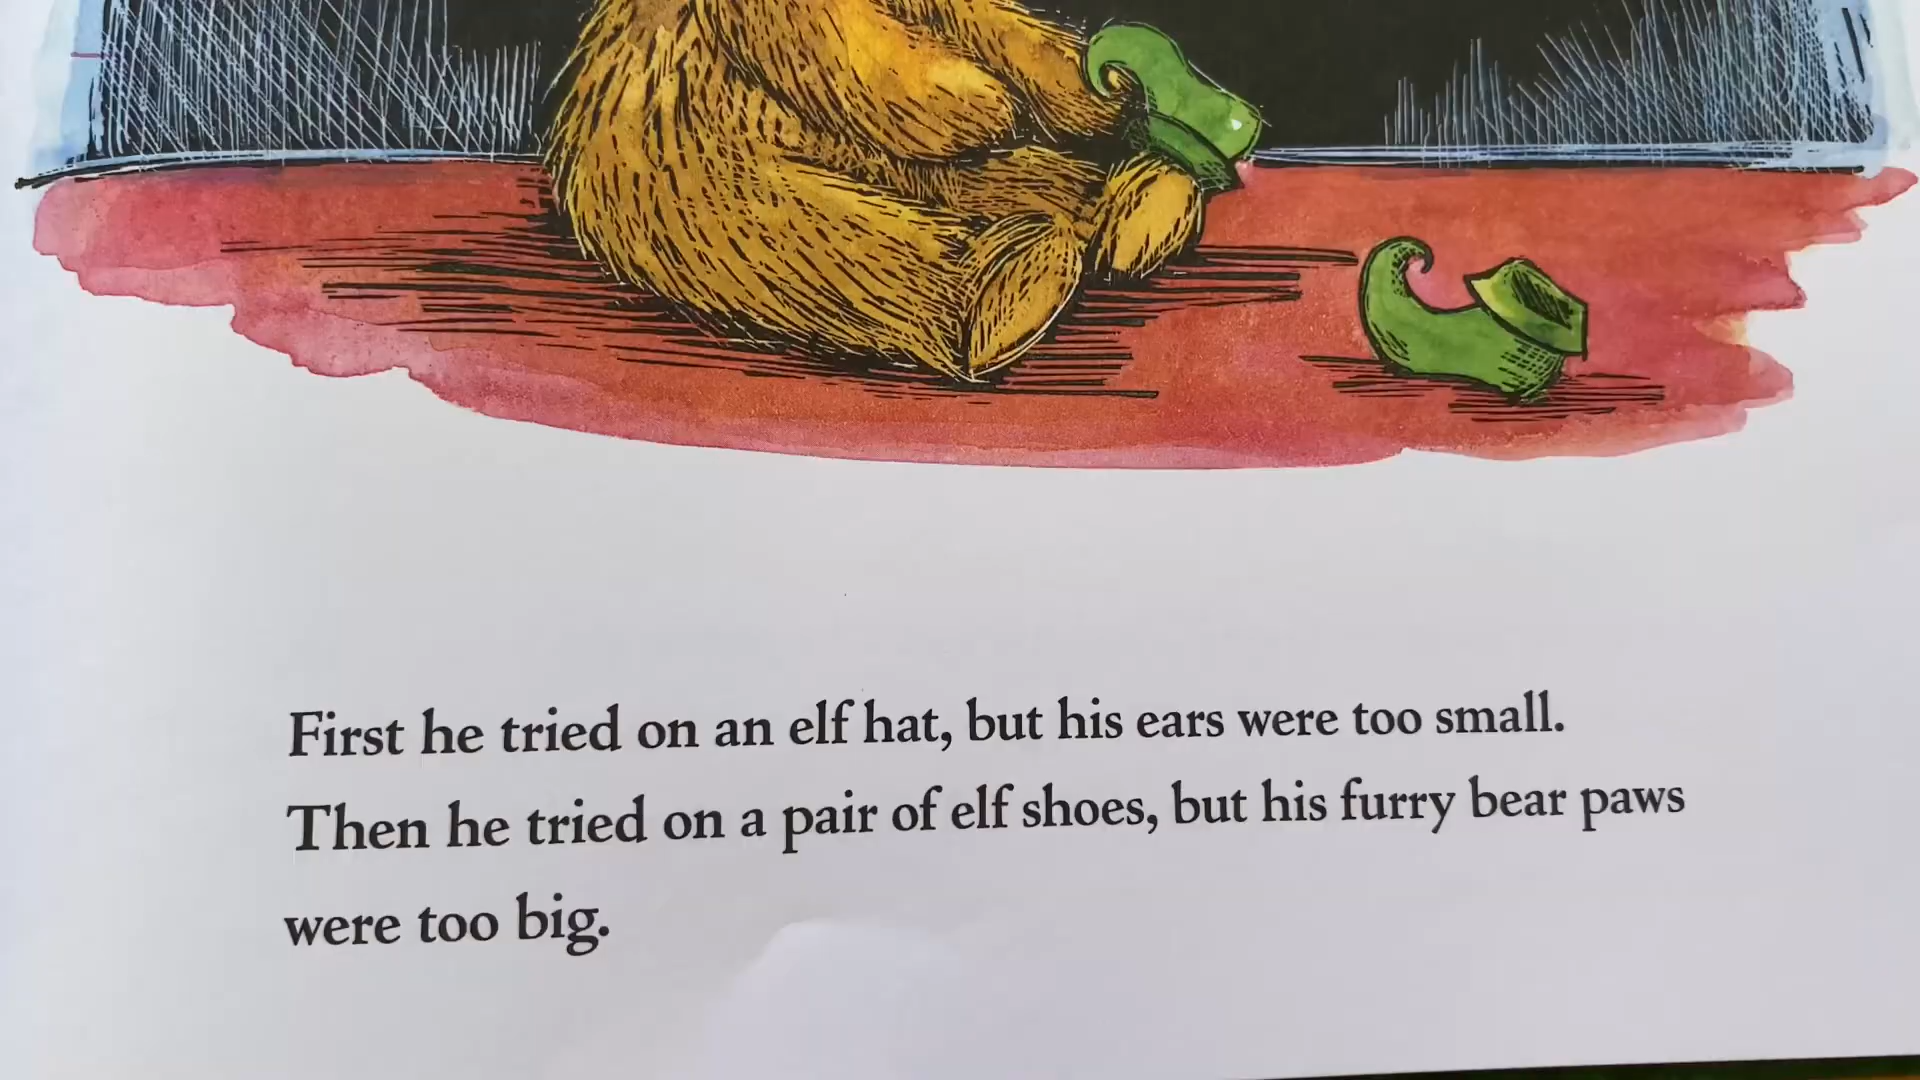 First he tried on an elf hat, but his ears were too small.
Then he tried on a pair of elf shoes, but his furry bear paws
were too big.